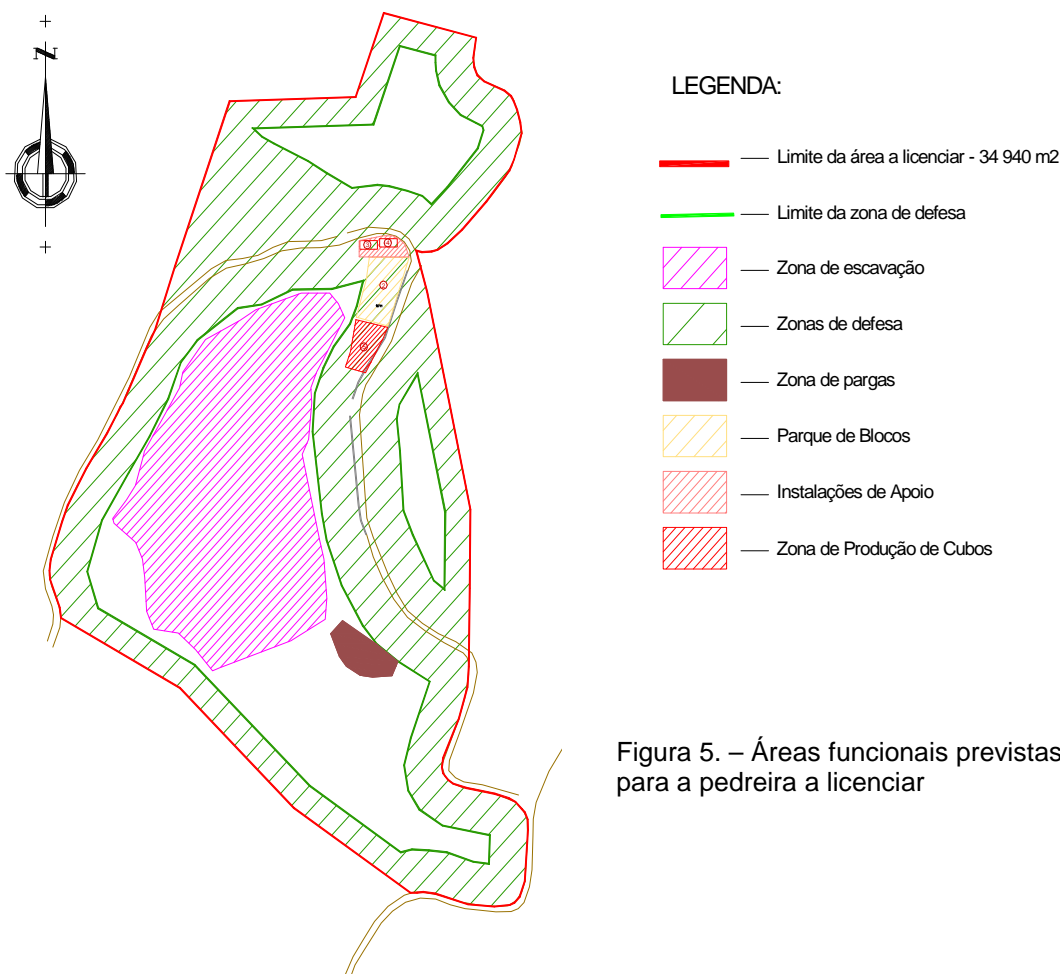 N
LEGENDA:
Limite da área a licenciar - 34 940 m2
Limite da zona de defesa
Zona de escavação
Zonas de defesa
Zona de pargas
Parque de Blocos
Instalações de Apoio
Zona de Produção de Cubos
Figura 5. – Áreas funcionais previstas
para a pedreira a licenciar